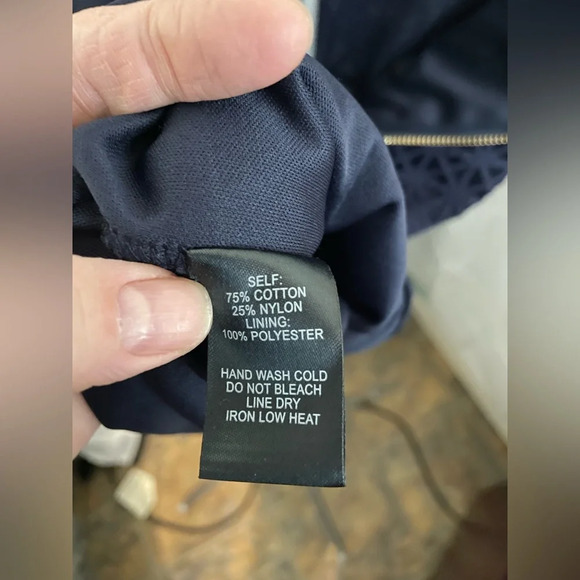 SELF:
75% COTTON
25% NYLON
LINING:
100% POLYESTER
HAND WASH COLD
DO NOT BLEACH
LINE DRY
IRON LOW HEAT